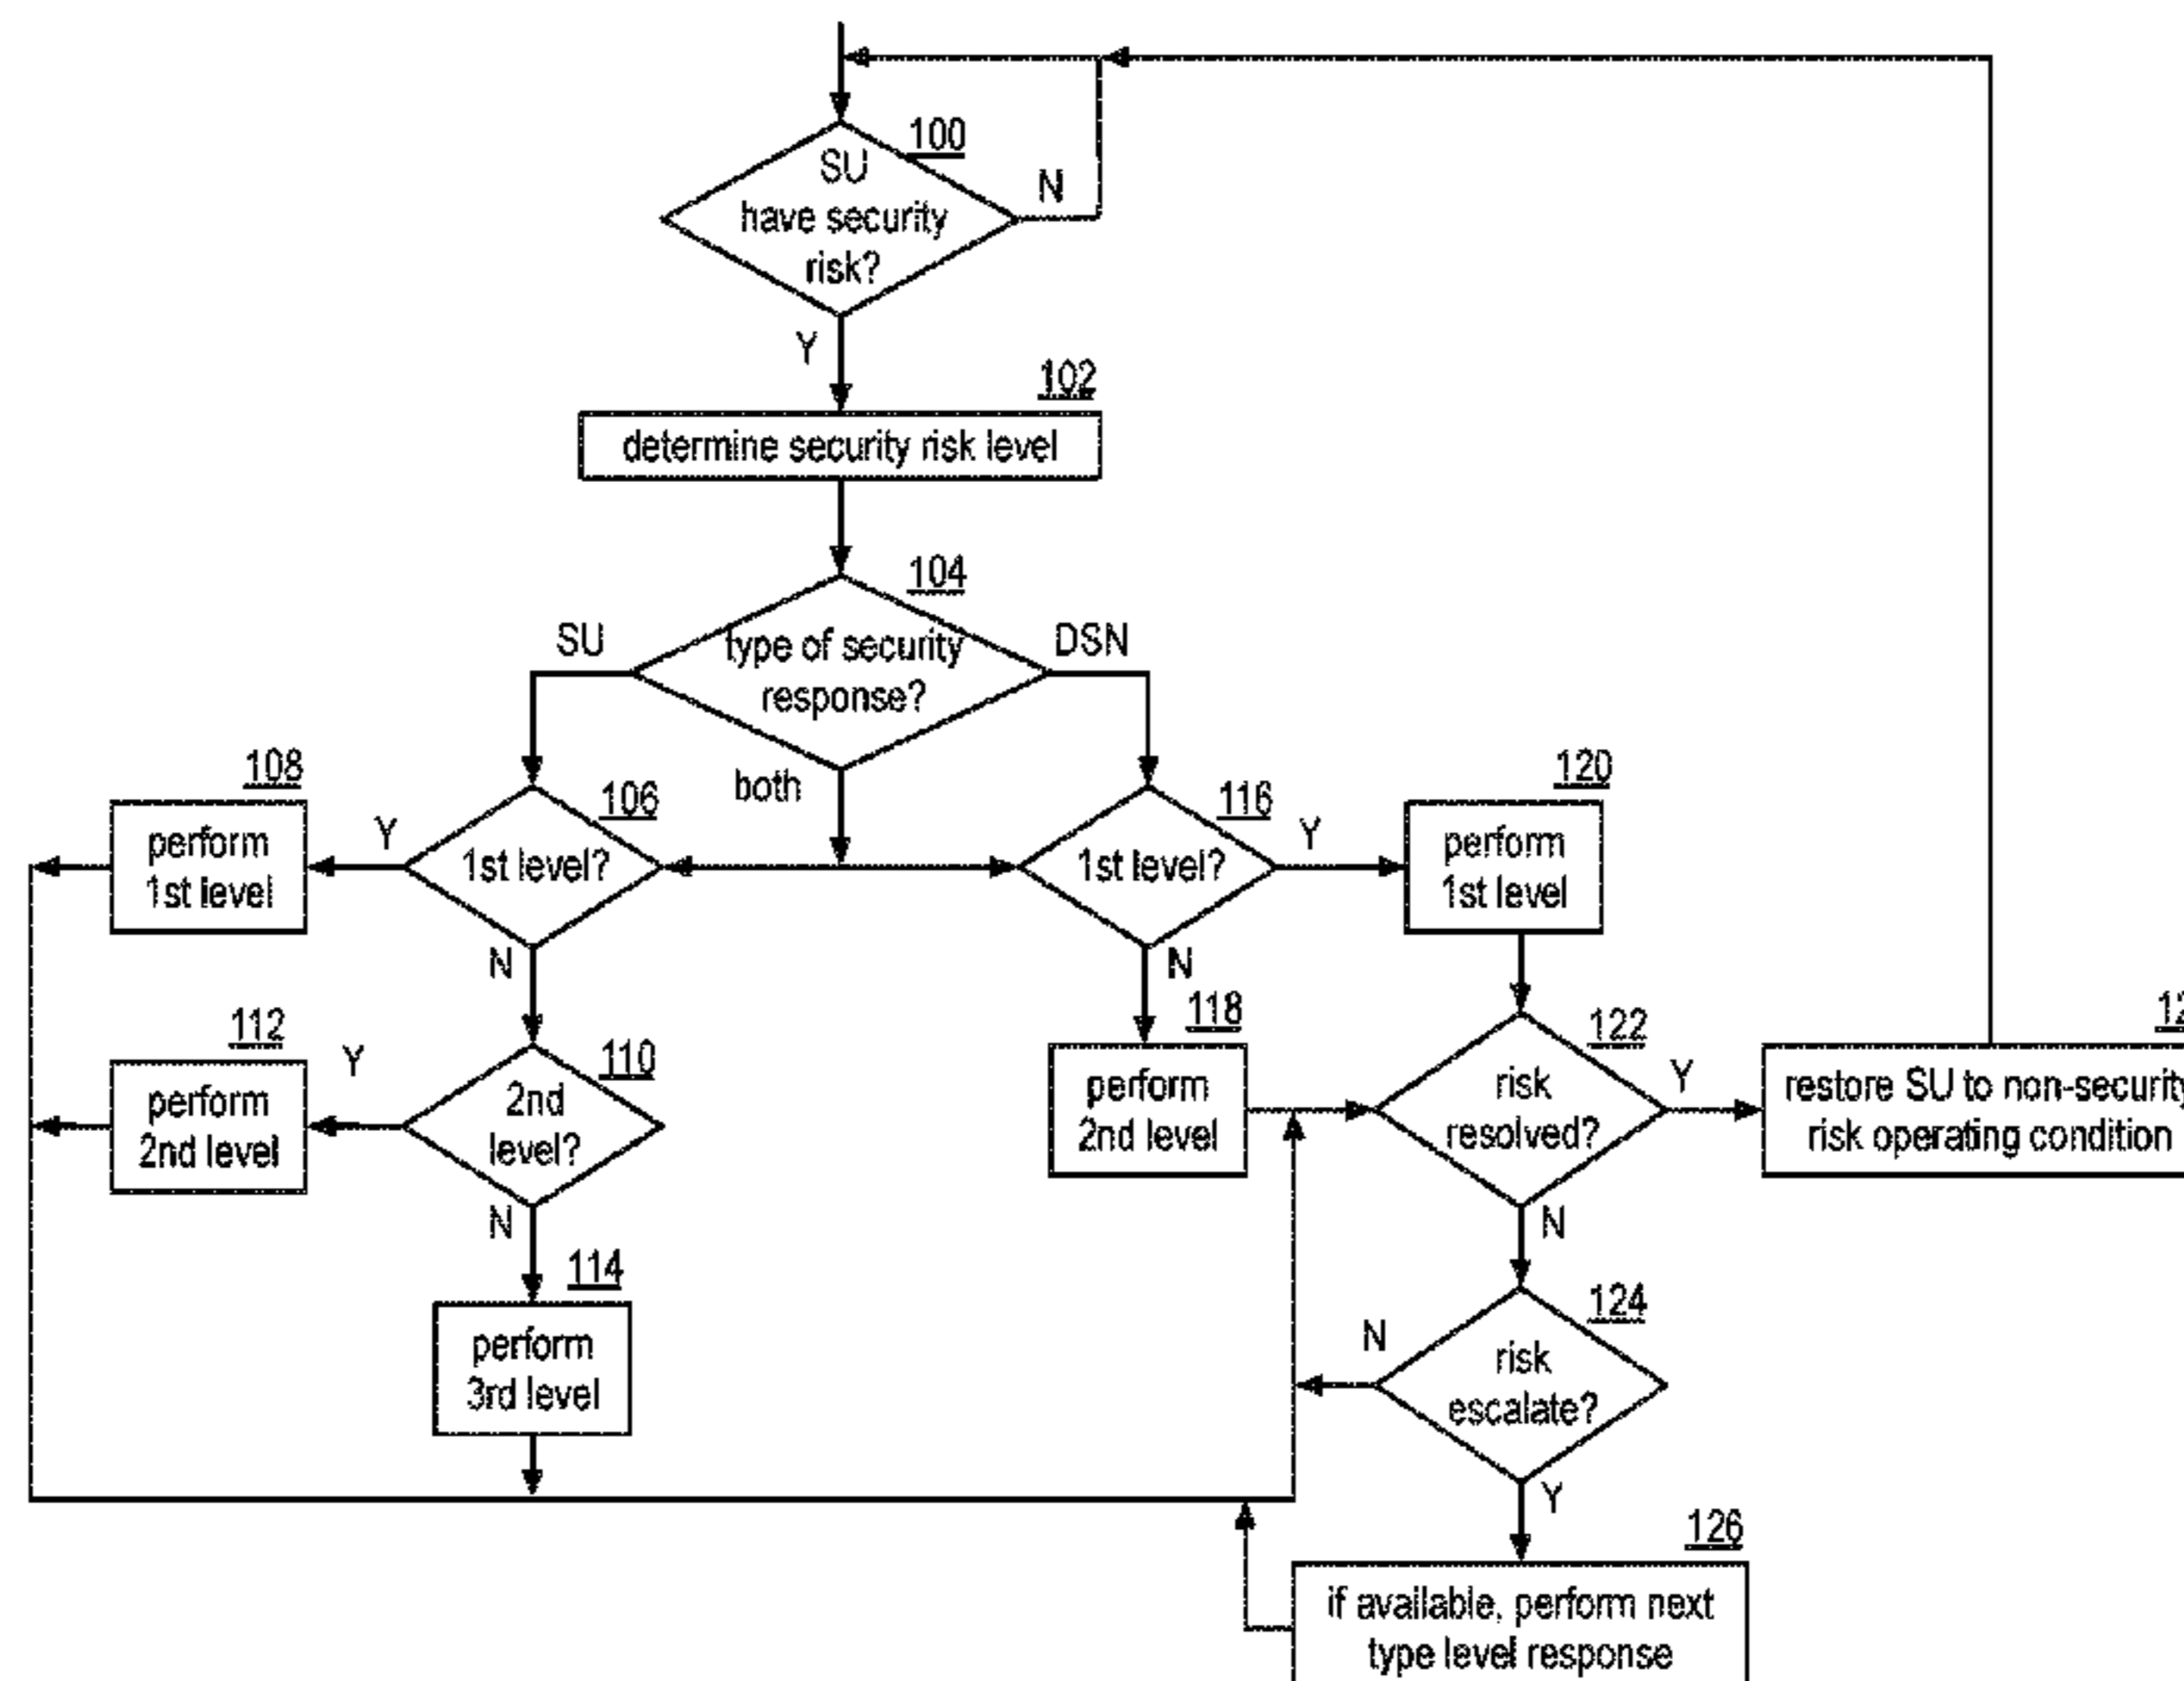 100
SU
have security
risk?
N
Y
102
determine security risk level
104
SU
type of security
response?
DSN
both
108
perform
1st level
Y
106
1st level?
N
116
1st level?
Y
N
120
perform
1st level
112
perform
2nd level
Y
110
2nd
level?
N
118
perform
2nd level
122
risk
resolved?
Y
N
restore SU to non-security
risk operating condition
114
perform
3rd level
124
N
risk
escalate?
Y
126
if available, perform next
type level response